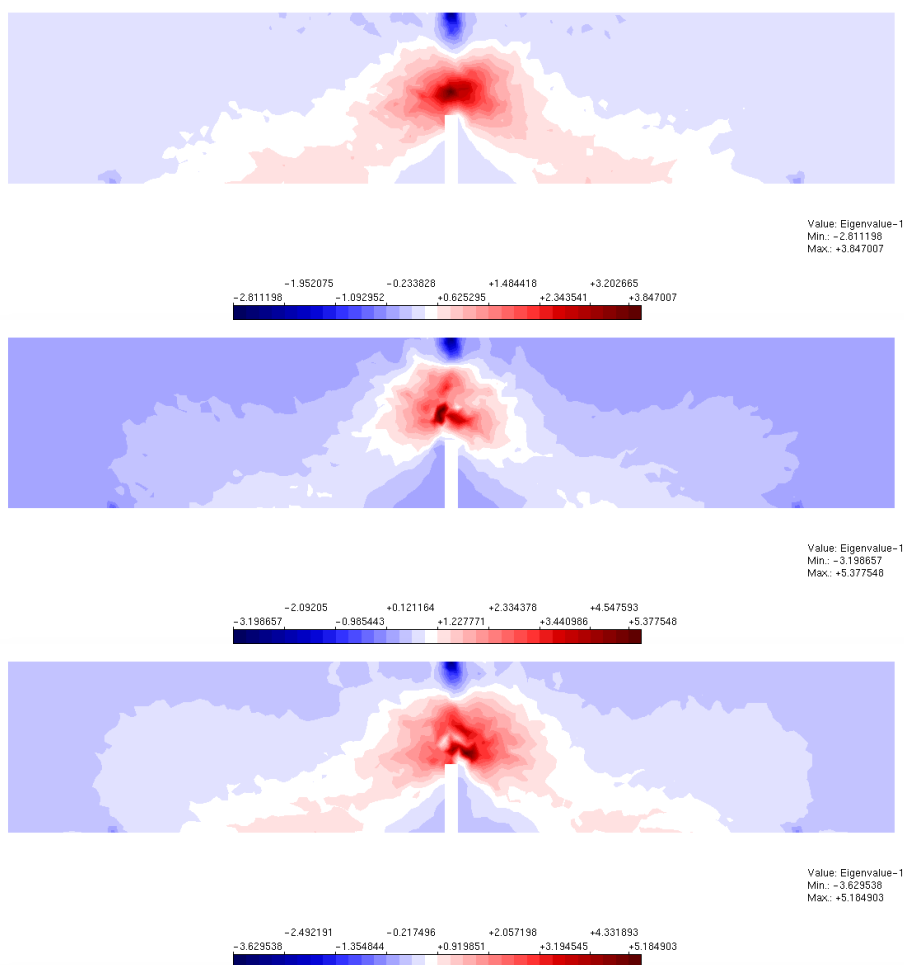 Value: Eigenvalue-1
Min.: -2.811198
Max.: +3.847007
-1.952075 -0.233828 +1.484418 +3.202665
-2.811198 -1.092952 +0.625295 +2.343541 +3.847007
Value: Eigenvalue-1
Min.: -3.198657
Max.: +5.377548
-2.09205 +0.121164 +2.334378 +4.547593
-3.198657 -0.985443 +1.227771 +3.440986 +5.377548
Value: Eigenvalue-1
Min.: -3.629538
Max.: +5.184903
-2.492191 -0.217496 +2.057198 +4.331893
-3.629538 -1.354844 +0.919851 +3.194545 +5.184903